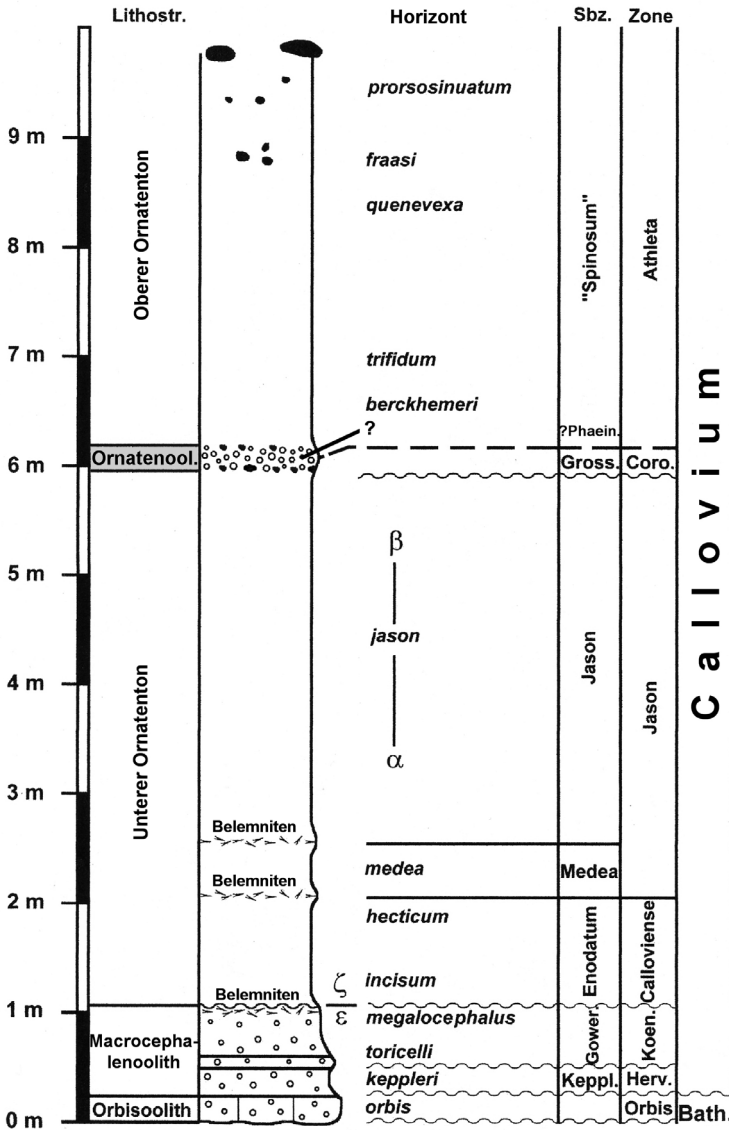 Lithostr. Horizont Sbz. Zone
prorsosinuatum
9 m
fraasi
quenevexa
8 m
Oberer Ornatenton
"Spinosum"
Athleta
7 m
trifidum
berckhemeri
?
?Phaein.
Ornatenool.
6 m
Gross. Coro.
β
5 m
jason
Jason
Jason
4 m
α
Unterer Ornatenton
3 m
Belemniten
medea Medea
Belemniten
2 m
hecticum
Enodatum
Calloviense
incisum
Belemniten
ζ
1 m
ε
megalocephalus
Macrocepha-
lenoolith
toricelli
Gower.
Koen.
keppleri Keppl. Herv.
Orbisoolith
orbis Orbis Bath.
0 m
Callovium